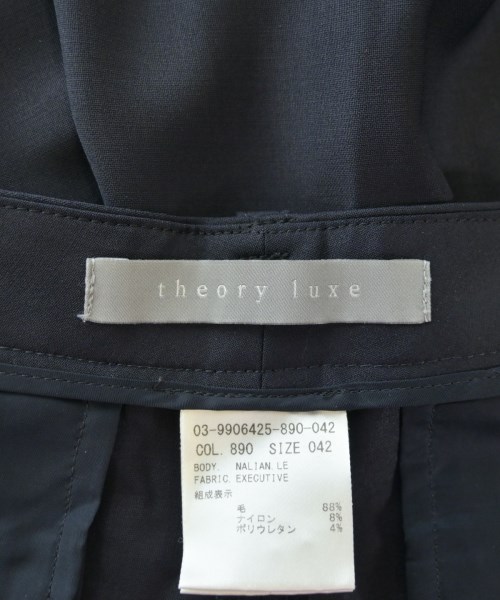 theory luxe
03-9906425-890-042
COL. 890 SIZE 042
BODY. NALIAN.LE
FABRIC EXECUTIVE
組成表示
毛 88%
ナイロン 8%
ポリウレタン 4%